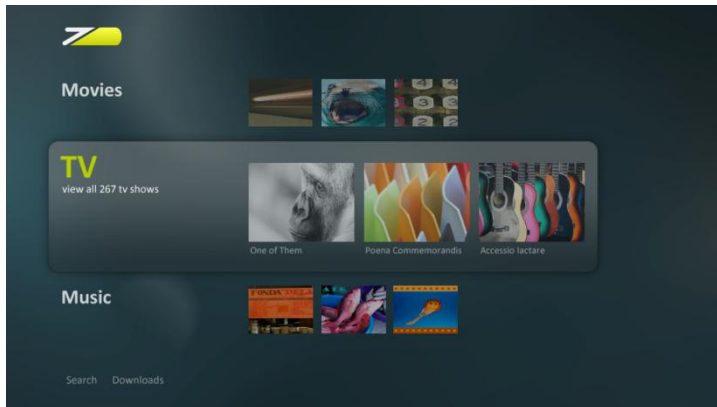 Movies
TV
view all 267 tv shows
One of Them
Poena Commemorandis
Accessio lactare
Music
Search Downloads